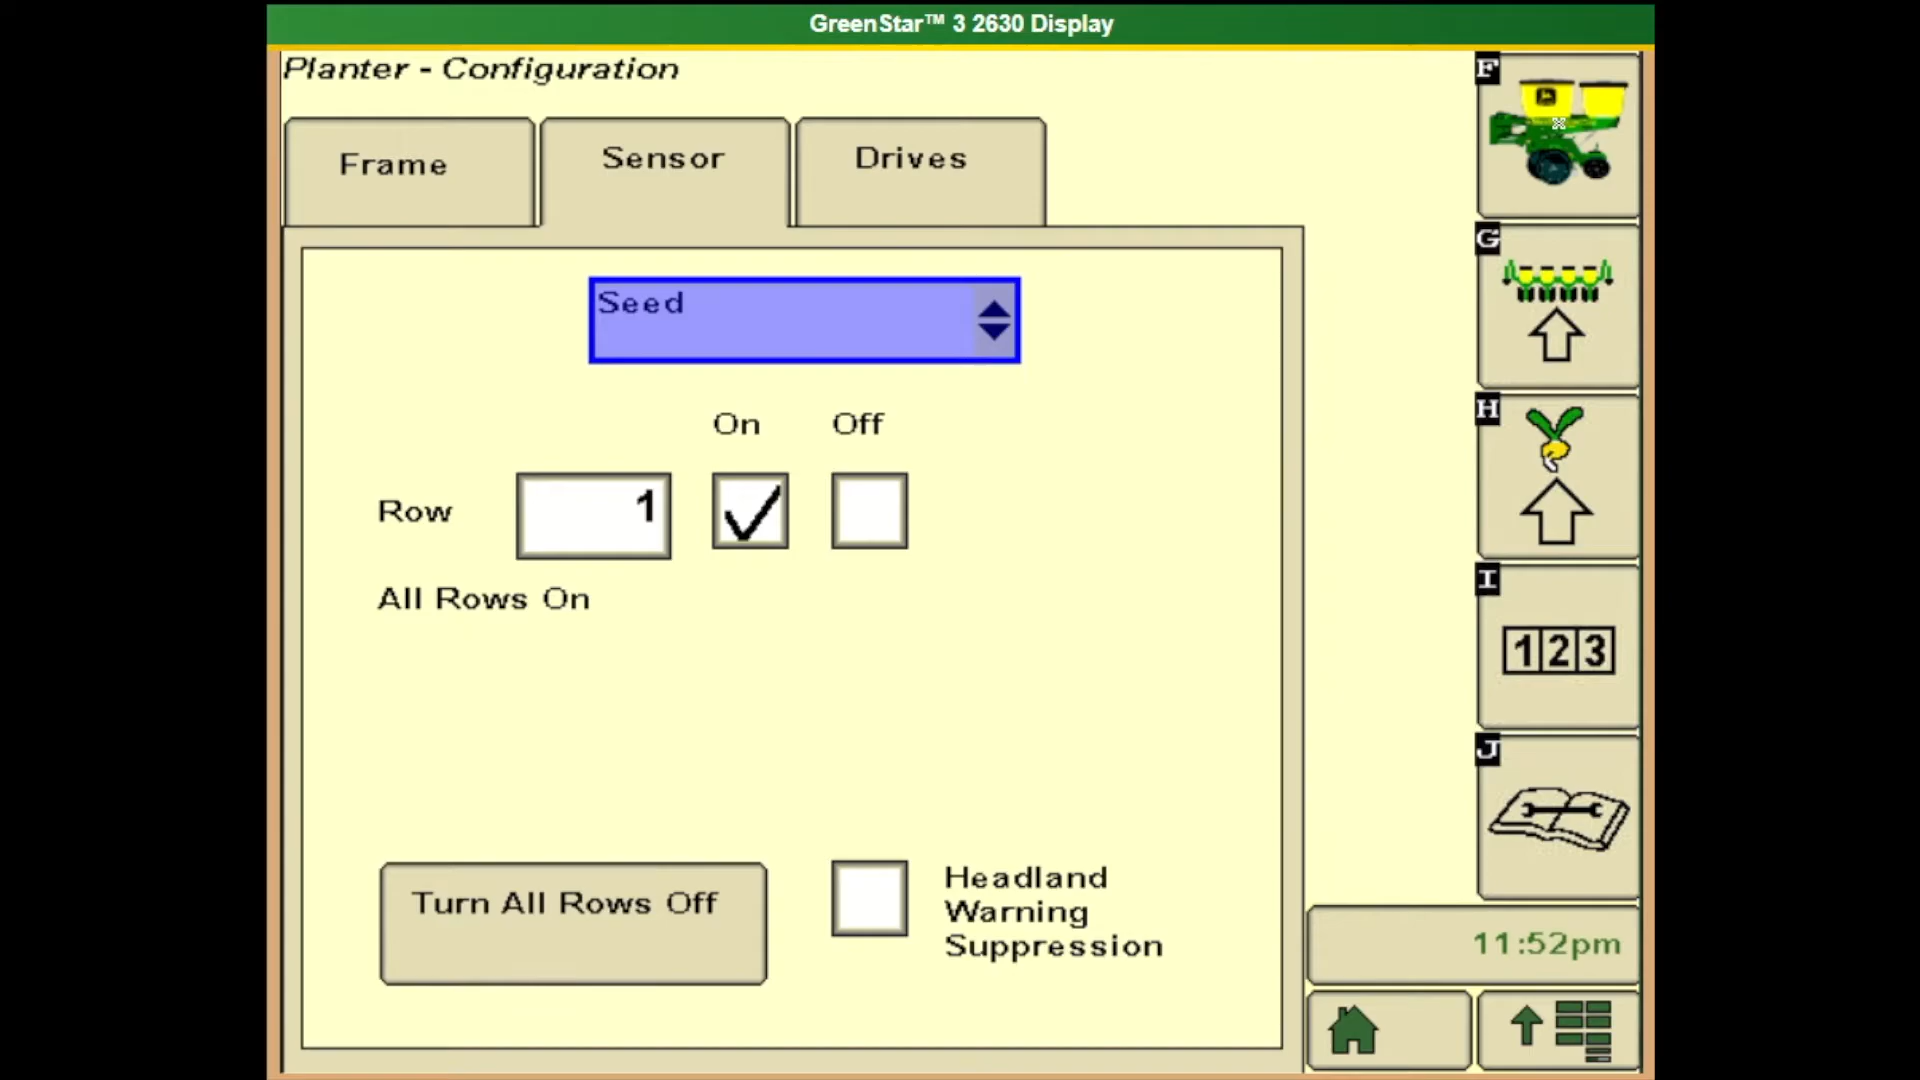 GreenStar™ 3 2630 Display
Planter - Configuration
Frame
Sensor
Drives
Seed
On
Off
Row
1
All Rows On
Turn All Rows Off
Headland
Warning
Suppression
F
G
H
I
123
J
11:52pm